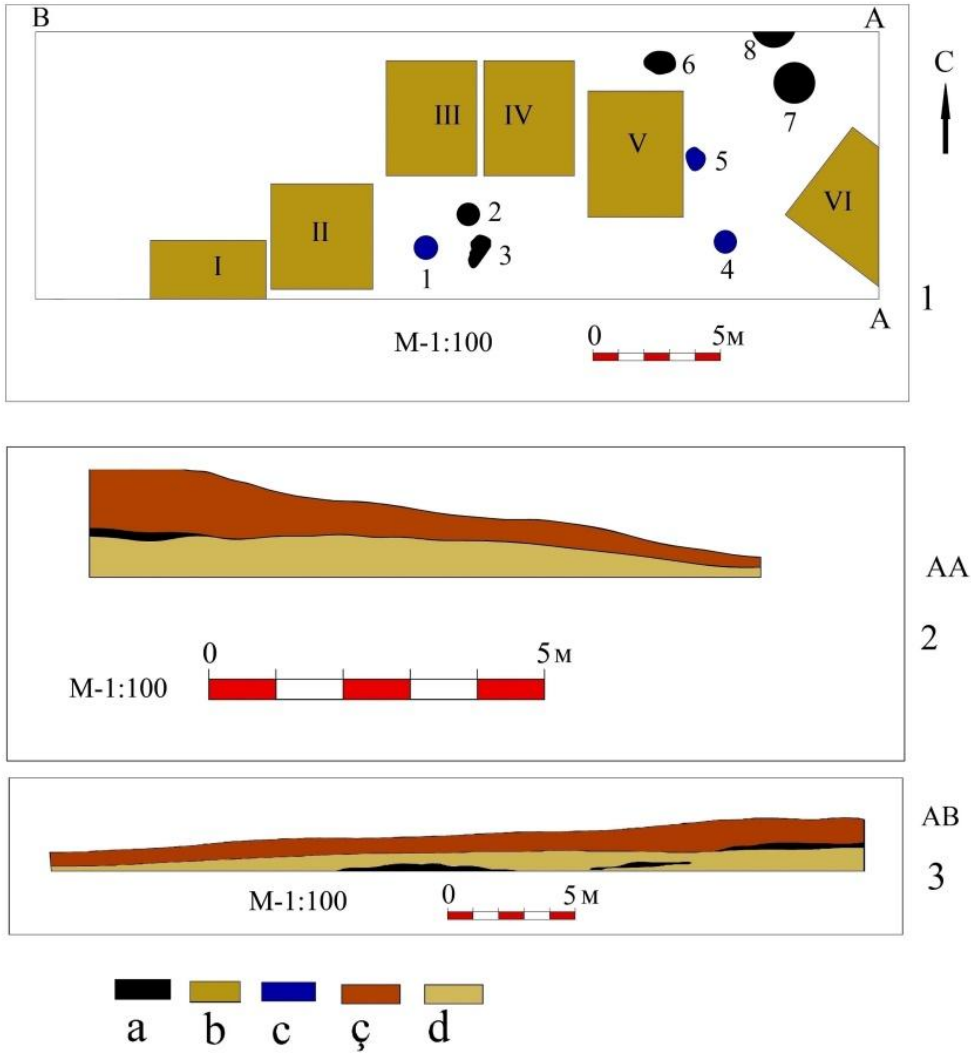 B A
8
6
C
III IV
7
V
5
VI
2
II
I
1 3 4
1
A
M-1:100 0 5м
AA
2
0 5м
M-1:100
AB
3
M-1:100 0 5м
a b c ç d